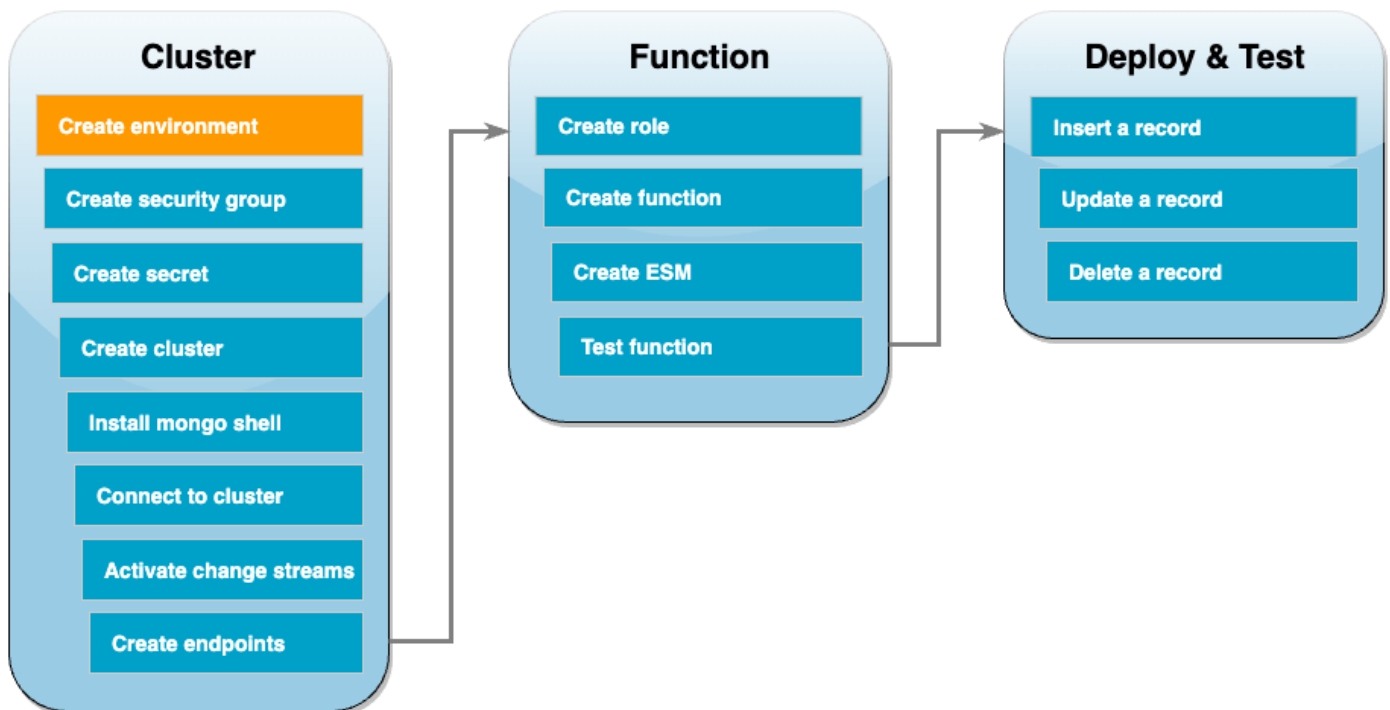 Cluster
Create environment
Create security group
Create secret
Create cluster
Install mongo shell
Connect to cluster
Activate change streams
Create endpoints
Function
Create role
Create function
Create ESM
Test function
Deploy & Test
Insert a record
Update a record
Delete a record